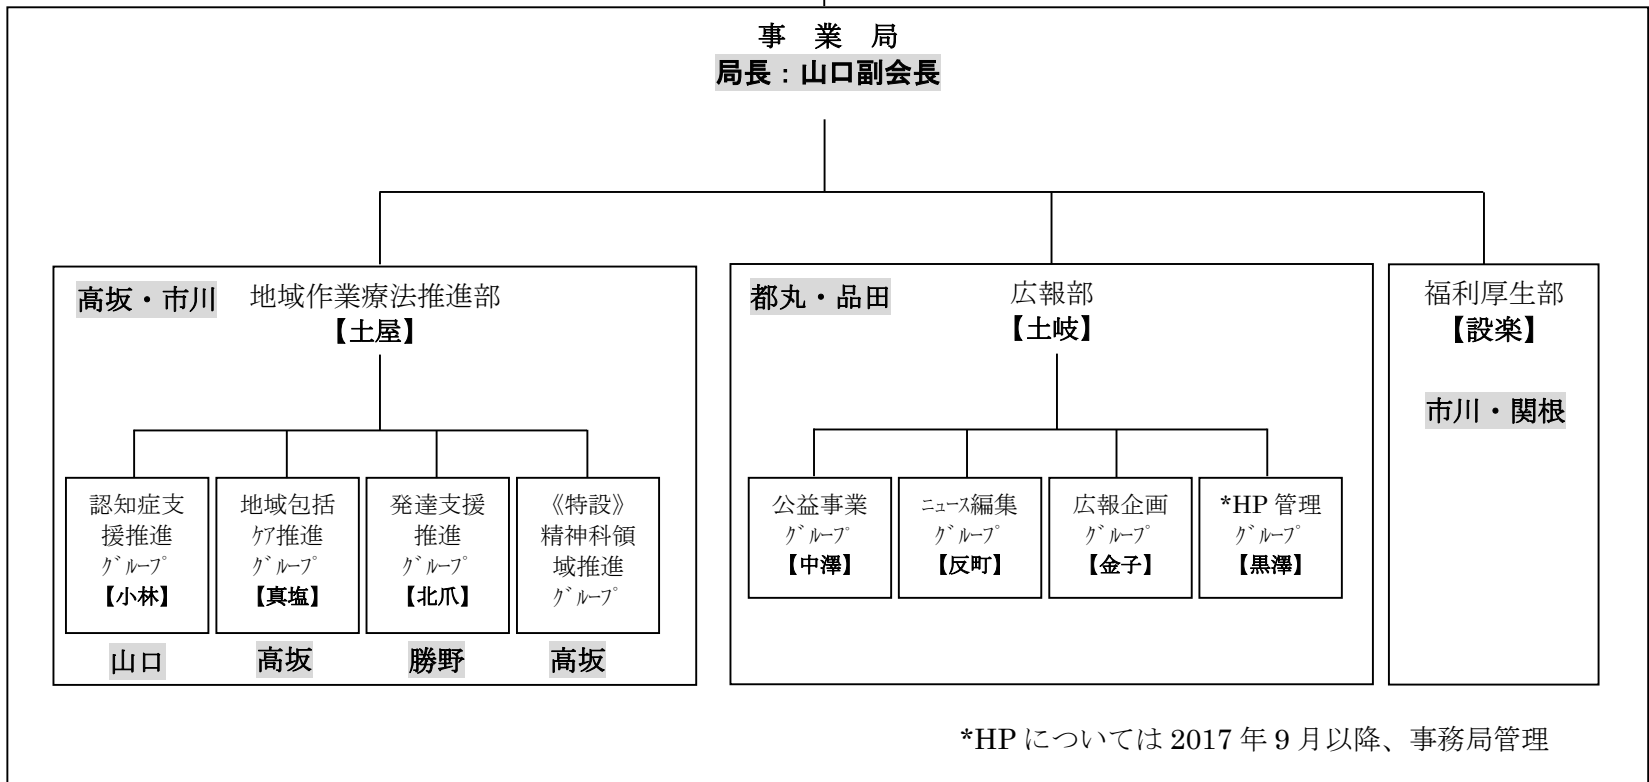 事　業　局
局長：山口副会長
高坂・市川
地域作業療法推進部
【土屋】
認知症支
援推進
ｸﾞﾙｰﾌﾟ
【小林】
山口
地域包括
ｹｱ推進
ｸﾞﾙｰﾌﾟ
【真塩】
高坂
発達支援
推進
ｸﾞﾙｰﾌﾟ
【北爪】
勝野
《特設》
精神科領
域推進
ｸﾞﾙｰﾌﾟ
高坂
都丸・品田
広報部
【土岐】
公益事業
ｸﾞﾙｰﾌﾟ
【中澤】
ﾆｭｰｽ編集
ｸﾞﾙｰﾌﾟ
【反町】
広報企画
ｸﾞﾙｰﾌﾟ
【金子】
*HP 管理
ｸﾞﾙｰﾌﾟ
【黒澤】
福利厚生部
【設楽】
市川・関根
*HP については 2017 年 9 月以降、事務局管理